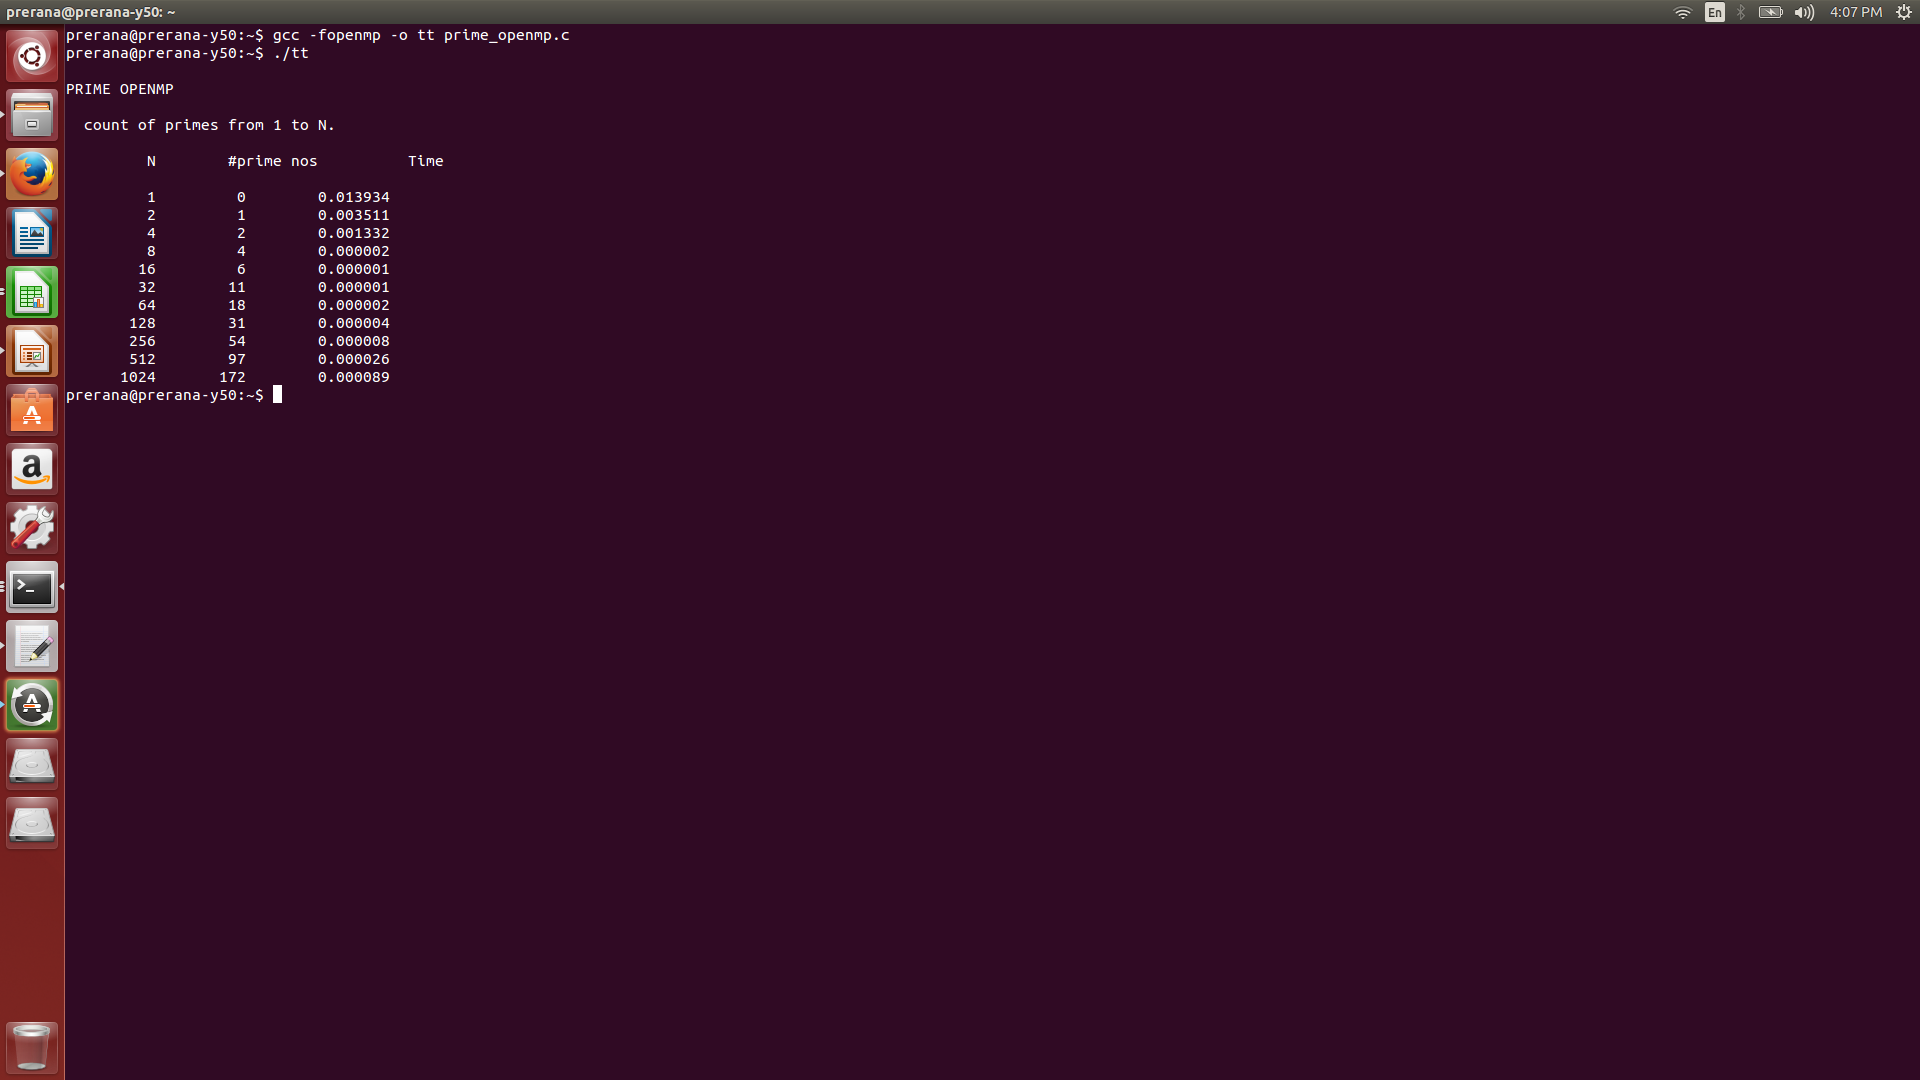 prerana@prerana-y50: ~
En
4:07 PM
prerana@prerana-y50:~$ gcc -fopenmp -o tt prime_openmp.c
prerana@prerana-y50:~$ ./tt
PRIME OPENMP
count of primes from 1 to N.
N #prime nos Time
1 0 0.013934
2 1 0.003511
4 2 0.001332
8 4 0.000002
16 6 0.000001
32 11 0.000001
64 18 0.000002
128 31 0.000004
256 54 0.000008
512 97 0.000026
1024 172 0.000089
prerana@prerana-y50:~$